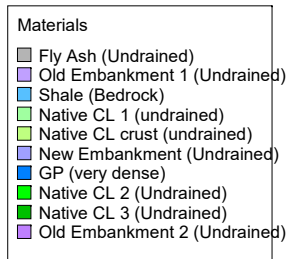 Materials
Fly Ash (Undrained)
Old Embankment 1 (Undrained)
Shale (Bedrock)
Native CL 1 (undrained)
Native CL crust (undrained)
New Embankment (Undrained)
GP (very dense)
Native CL 2 (Undrained)
Native CL 3 (Undrained)
Old Embankment 2 (Undrained)